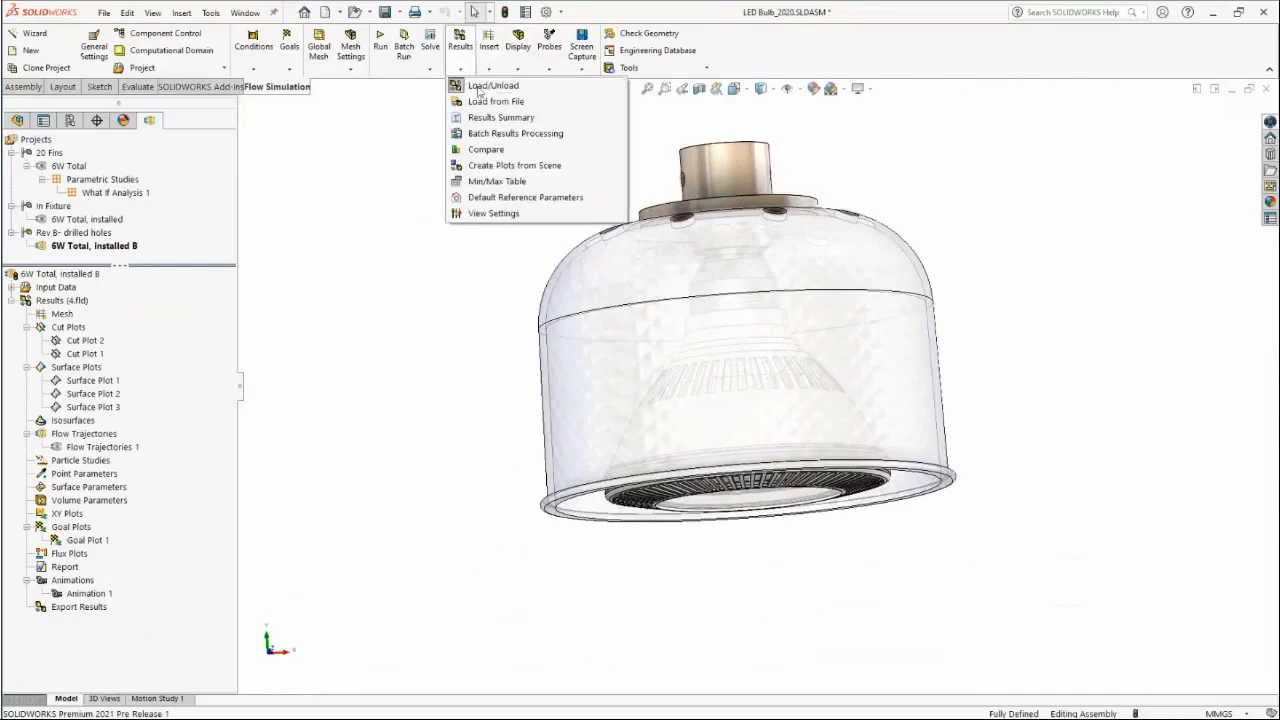 SOLIDWORKS File Edit View Insert Tools Window LED Bulb_2020.SLDASM * Search SOLIDWORKS Help
Wizard
New
Clone Project
General Settings
Component Control
Computational Domain
Project
Conditions
Goals
Global Mesh
Mesh Settings
Run
Batch Run
Solve
Results
Insert
Display
Probes
Screen Capture
Check Geometry
Engineering Database
Tools
Assembly Layout Sketch Evaluate SOLIDWORKS Add-Ins Flow Simulation
Load/Unload
Load from File
Results Summary
Batch Results Processing
Compare
Create Plots from Scene
Min/Max Table
Default Reference Parameters
View Settings
Projects
20 Fins
6W Total
Parametric Studies
What If Analysis 1
In Fixture
6W Total, installed
Rev B- drilled holes
6W Total, installed B
6W Total, installed B
Input Data
Results (4.fld)
Mesh
Cut Plots
Cut Plot 2
Cut Plot 1
Surface Plots
Surface Plot 1
Surface Plot 2
Surface Plot 3
Isosurfaces
Flow Trajectories
Flow Trajectories 1
Particle Studies
Point Parameters
Surface Parameters
Volume Parameters
XY Plots
Goal Plots
Goal Plot 1
Flux Plots
Report
Animations
Animation 1
Export Results
Y
Z
X
Model 3D Views Motion Study 1
SOLIDWORKS Premium 2021 Pre Release 1 Fully Defined Editing Assembly MMGS